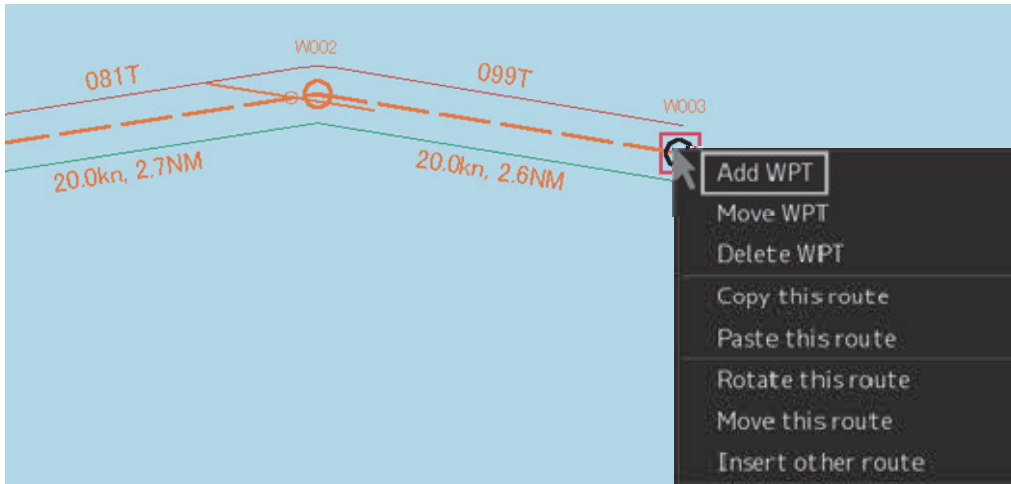 W002
081T
099T
W003
20.0kn, 2.7NM
20.0kn, 2.6NM
Add WPT
Move WPT
Delete WPT
Copy this route
Paste this route
Rotate this route
Move this route
Insert other route